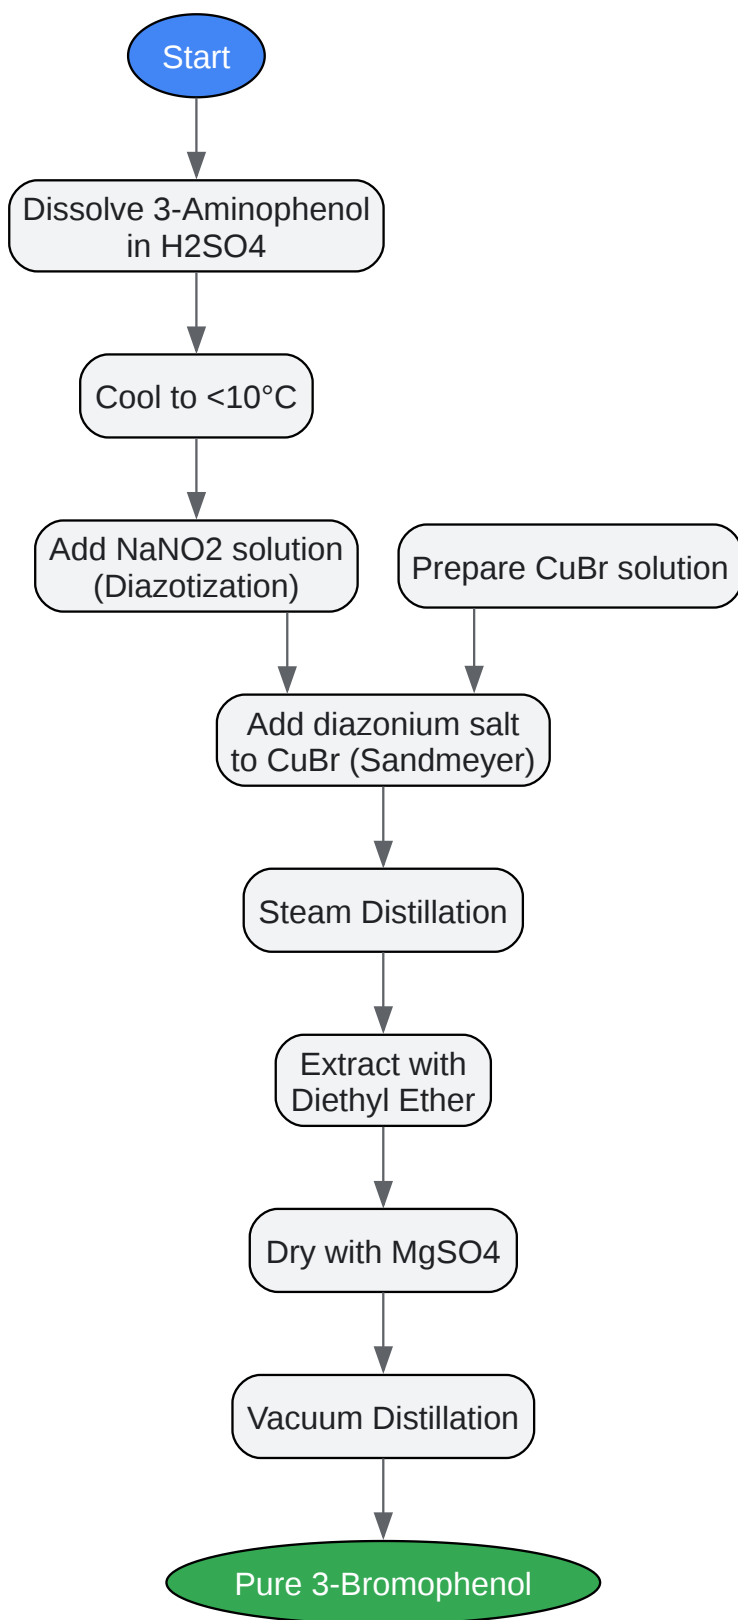 Start
Dissolve 3-Aminophenol
in H2SO4
Cool to <10°C
Add NaNO2 solution
(Diazotization)
Prepare CuBr solution
Add diazonium salt
to CuBr (Sandmeyer)
Steam Distillation
Extract with
Diethyl Ether
Dry with MgSO4
Vacuum Distillation
Pure 3-Bromophenol